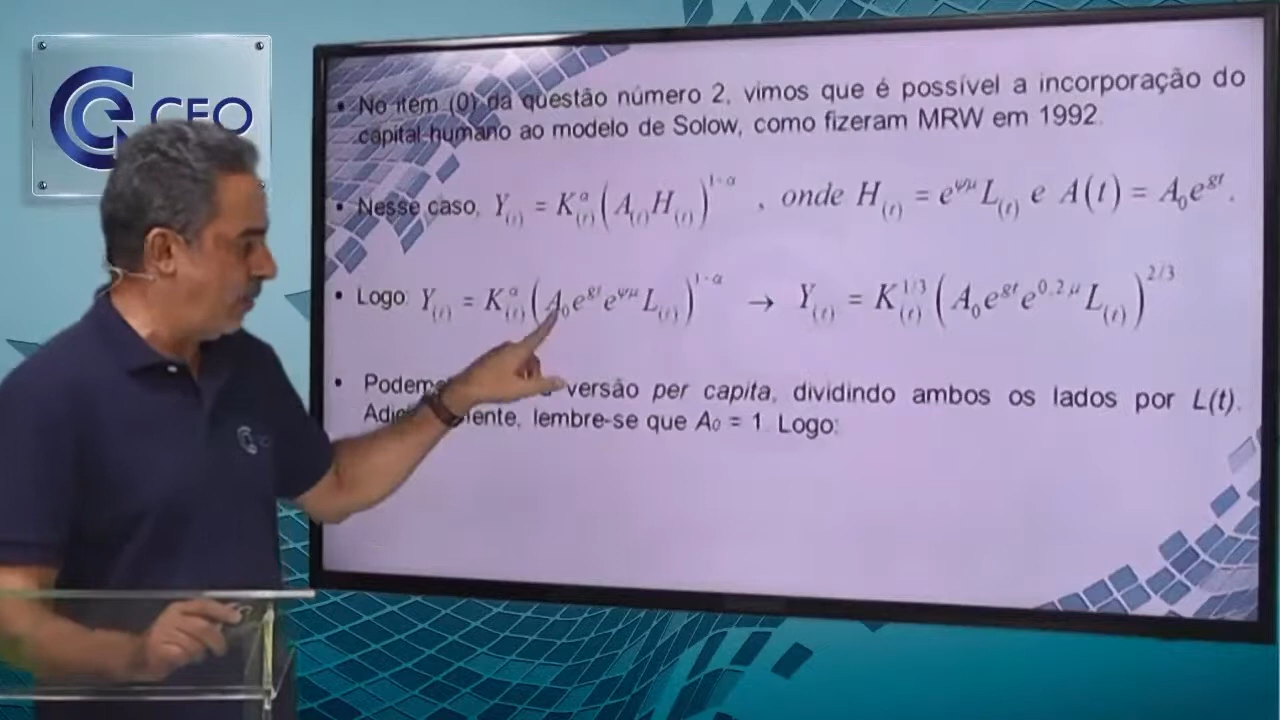 CEO
• No item (0) da questão número 2, vimos que é possível a incorporação do
capital humano ao modelo de Solow, como fizeram MRW em 1992.
• Nesse caso, Y₍ₜ₎ = K₍ₜ₎^α (A₍ₜ₎H₍ₜ₎)^{1-α} , onde H₍ₜ₎ = e^{ψμ} L₍ₜ₎ e A(t) = A₀e^{gt} .
• Logo: Y₍ₜ₎ = K₍ₜ₎^α (A₀e^{gt} e^{ψμ} L₍ₜ₎)^{1-α} → Y₍ₜ₎ = K₍ₜ₎^{1/3} (A₀e^{gt} e^{0,2μ} L₍ₜ₎)^{2/3}
• versão per capita, dividindo ambos os lados por L(t).
lembre-se que A₀ = 1. Logo: